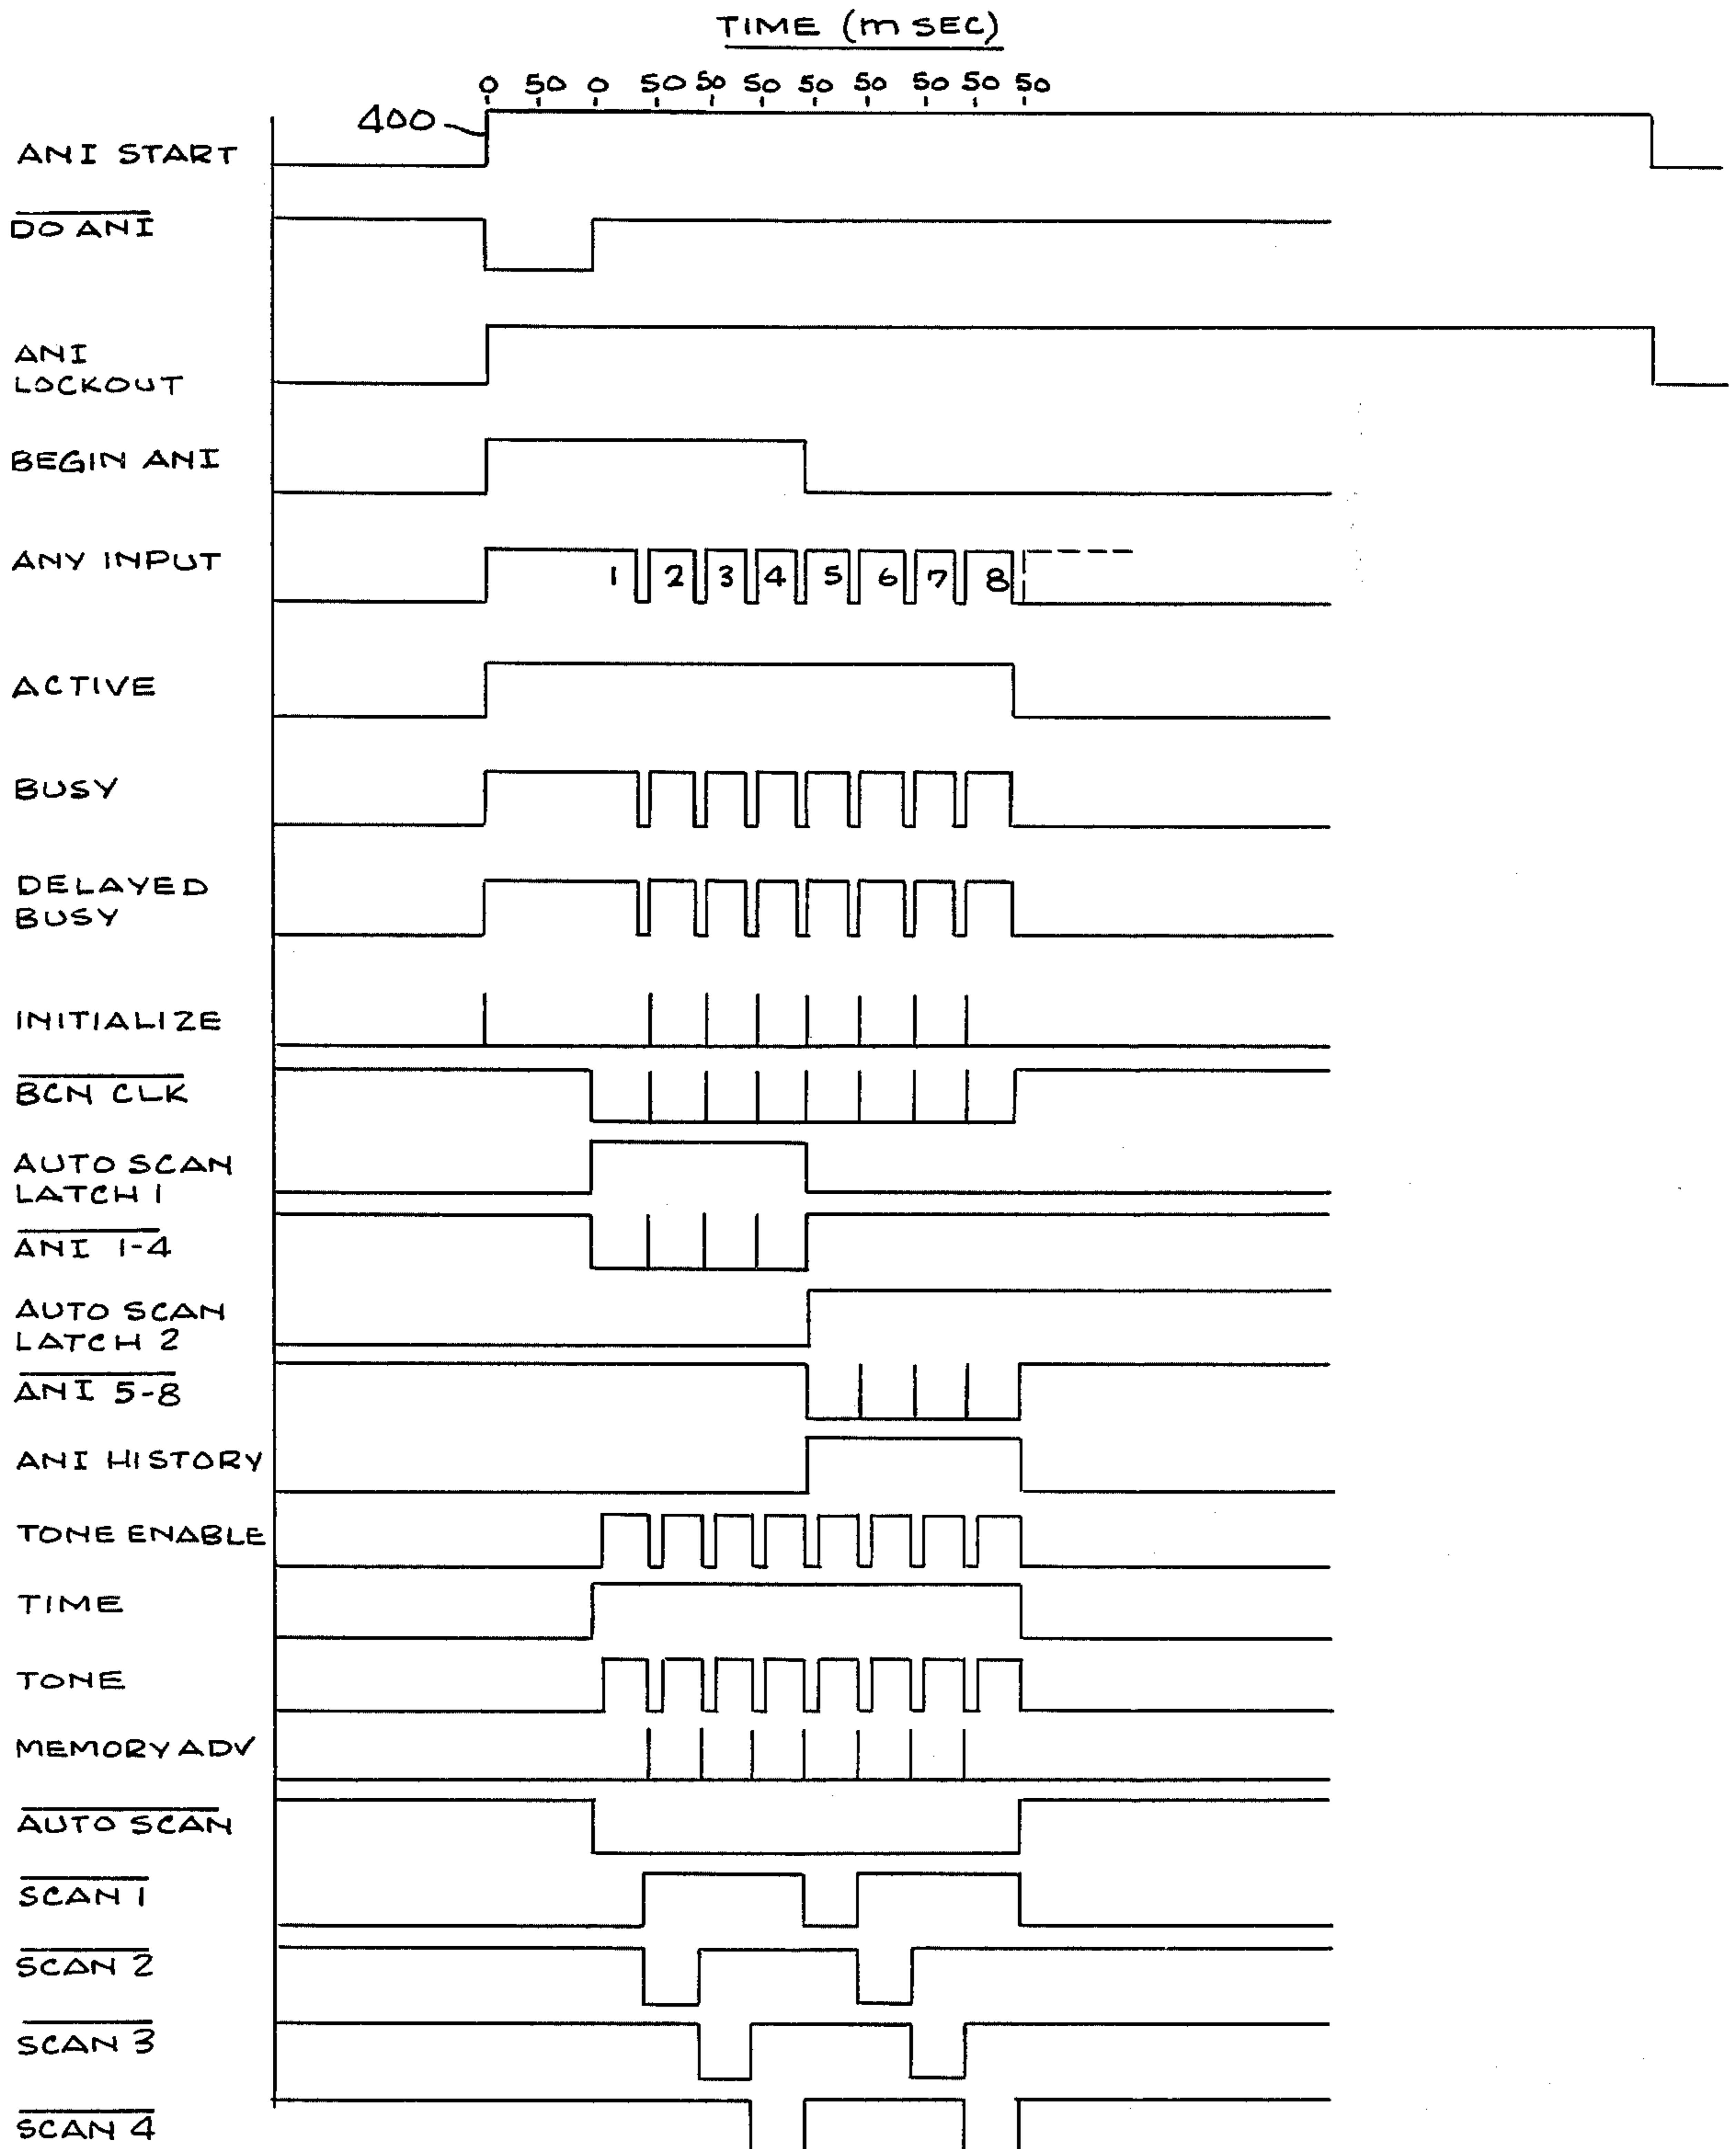 TIME (m SEC)
0 50 0 50 50 50 50 50 50 50 50
400
ANI START
DO ANI
ANI
LOCKOUT
BEGIN ANI
ANY INPUT
1 2 3 4 5 6 7 8
ACTIVE
BUSY
DELAYED
BUSY
INITIALIZE
BCN CLK
AUTO SCAN
LATCH 1
ANI 1-4
AUTO SCAN
LATCH 2
ANI 5-8
ANI HISTORY
TONE ENABLE
TIME
TONE
MEMORY ADV
AUTO SCAN
SCAN 1
SCAN 2
SCAN 3
SCAN 4